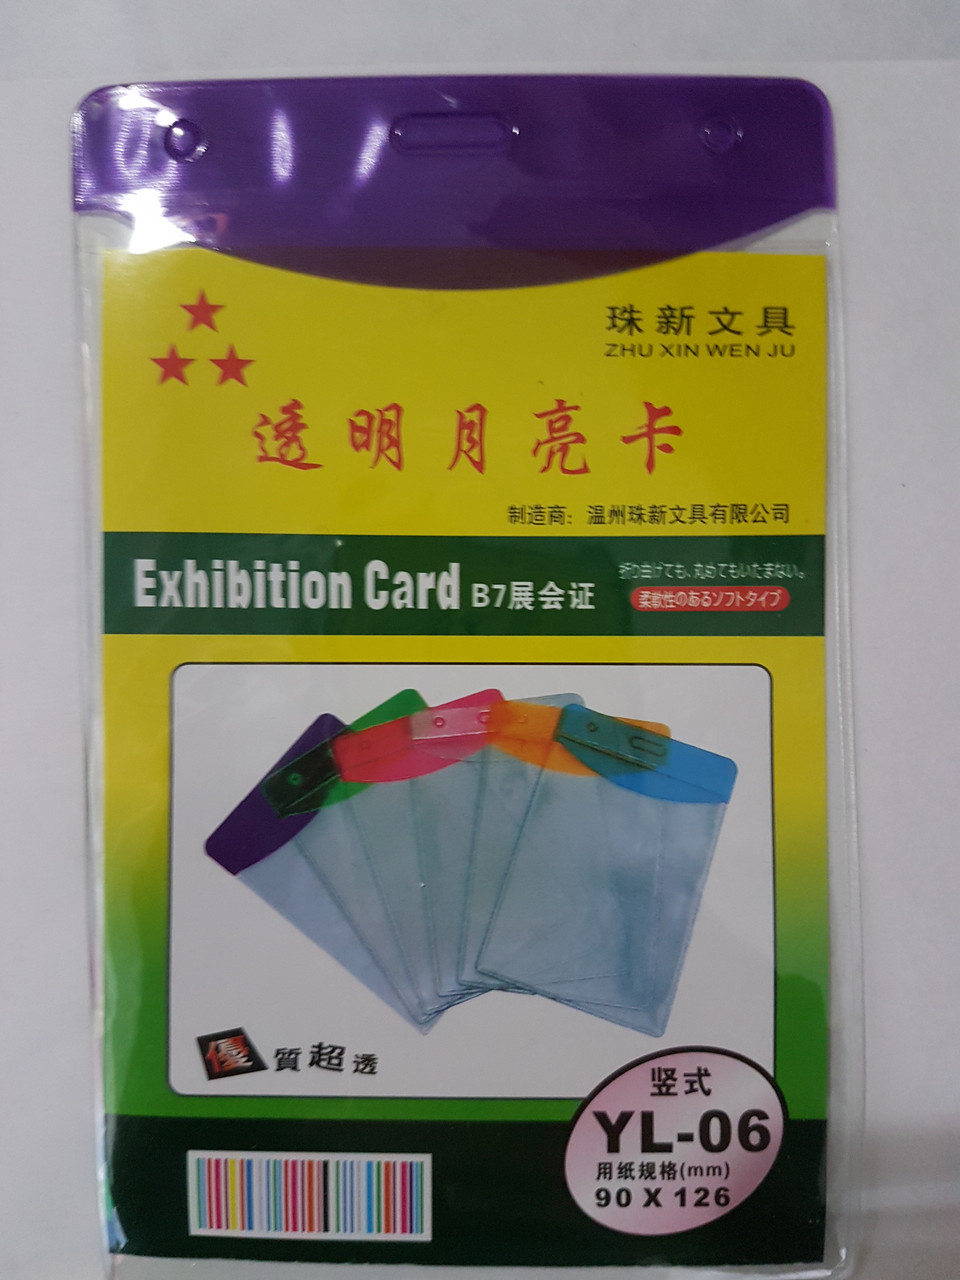 珠新文具
ZHU XIN WEN JU
透明月亮卡
制造商：温州珠新文具有限公司
Exhibition Card B7展会证
折り曲げても、丸めてもいたまない。
柔軟性のあるソフトタイプ
優質超透
竖式
YL-06
用纸规格(mm)
90 X 126